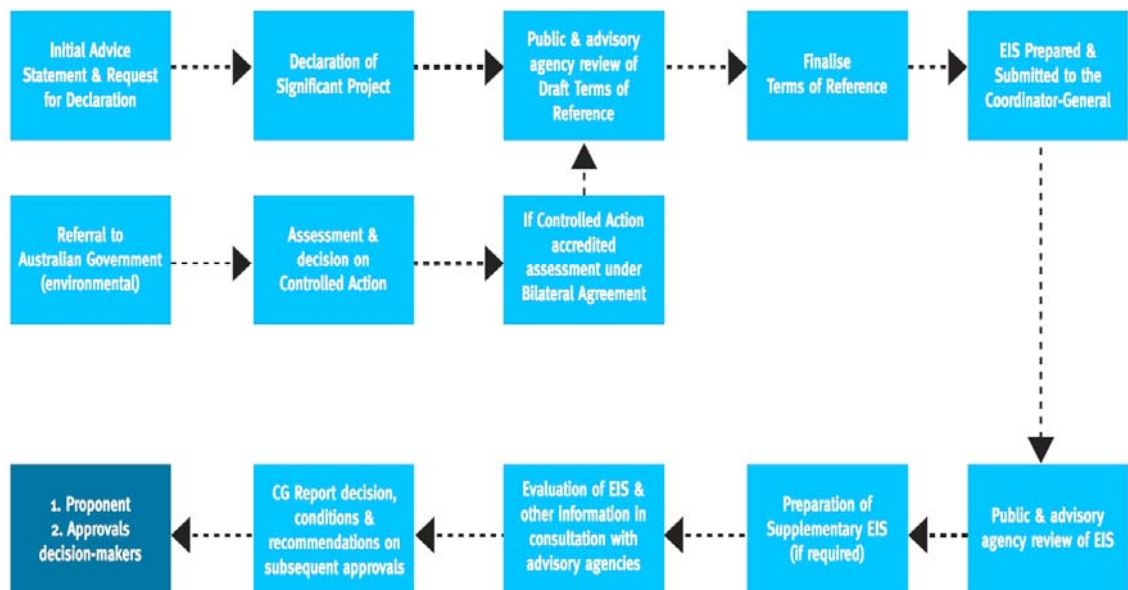 Initial Advice
Statement & Request
for Declaration
Declaration of
Significant Project
Public & advisory
agency review of
Draft Terms of
Reference
Finalise
Terms of Reference
EIS Prepared &
Submitted to the
Coordinator-General
Referral to
Australian Government
(environmental)
Assessment &
decision on
Controlled Action
If Controlled Action
accredited
assessment under
Bilateral Agreement
Public & advisory
agency review of EIS
Preparation of
Supplementary EIS
(if required)
Evaluation of EIS &
other information in
consultation with
advisory agencies
CG Report decision,
conditions &
recommendations on
subsequent approvals
1. Proponent
2. Approvals
decision-makers